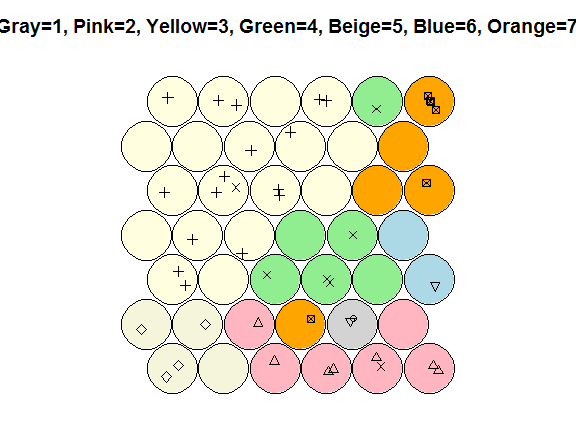 Gray=1, Pink=2, Yellow=3, Green=4, Beige=5, Blue=6, Orange=7